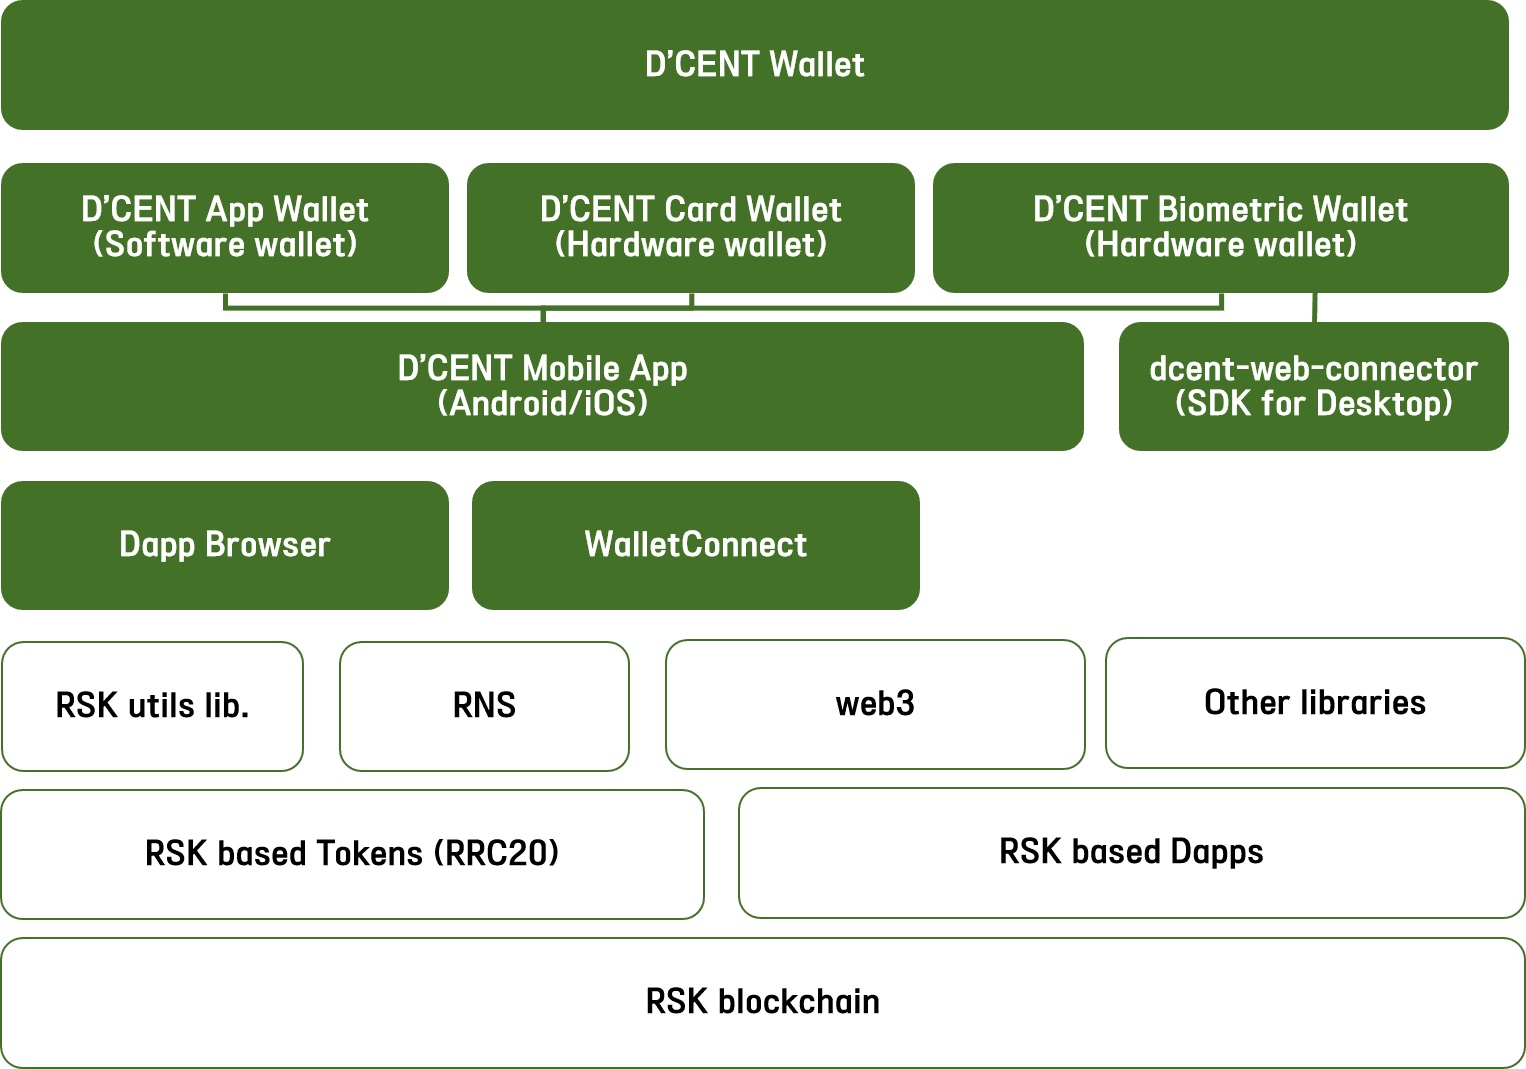 D’CENT Wallet
D’CENT App Wallet
(Software wallet)
D’CENT Card Wallet
(Hardware wallet)
D’CENT Biometric Wallet
(Hardware wallet)
D’CENT Mobile App
(Android/iOS)
dcent-web-connector
(SDK for Desktop)
Dapp Browser
WalletConnect
RSK utils lib.
RNS
web3
Other libraries
RSK based Tokens (RRC20)
RSK based Dapps
RSK blockchain